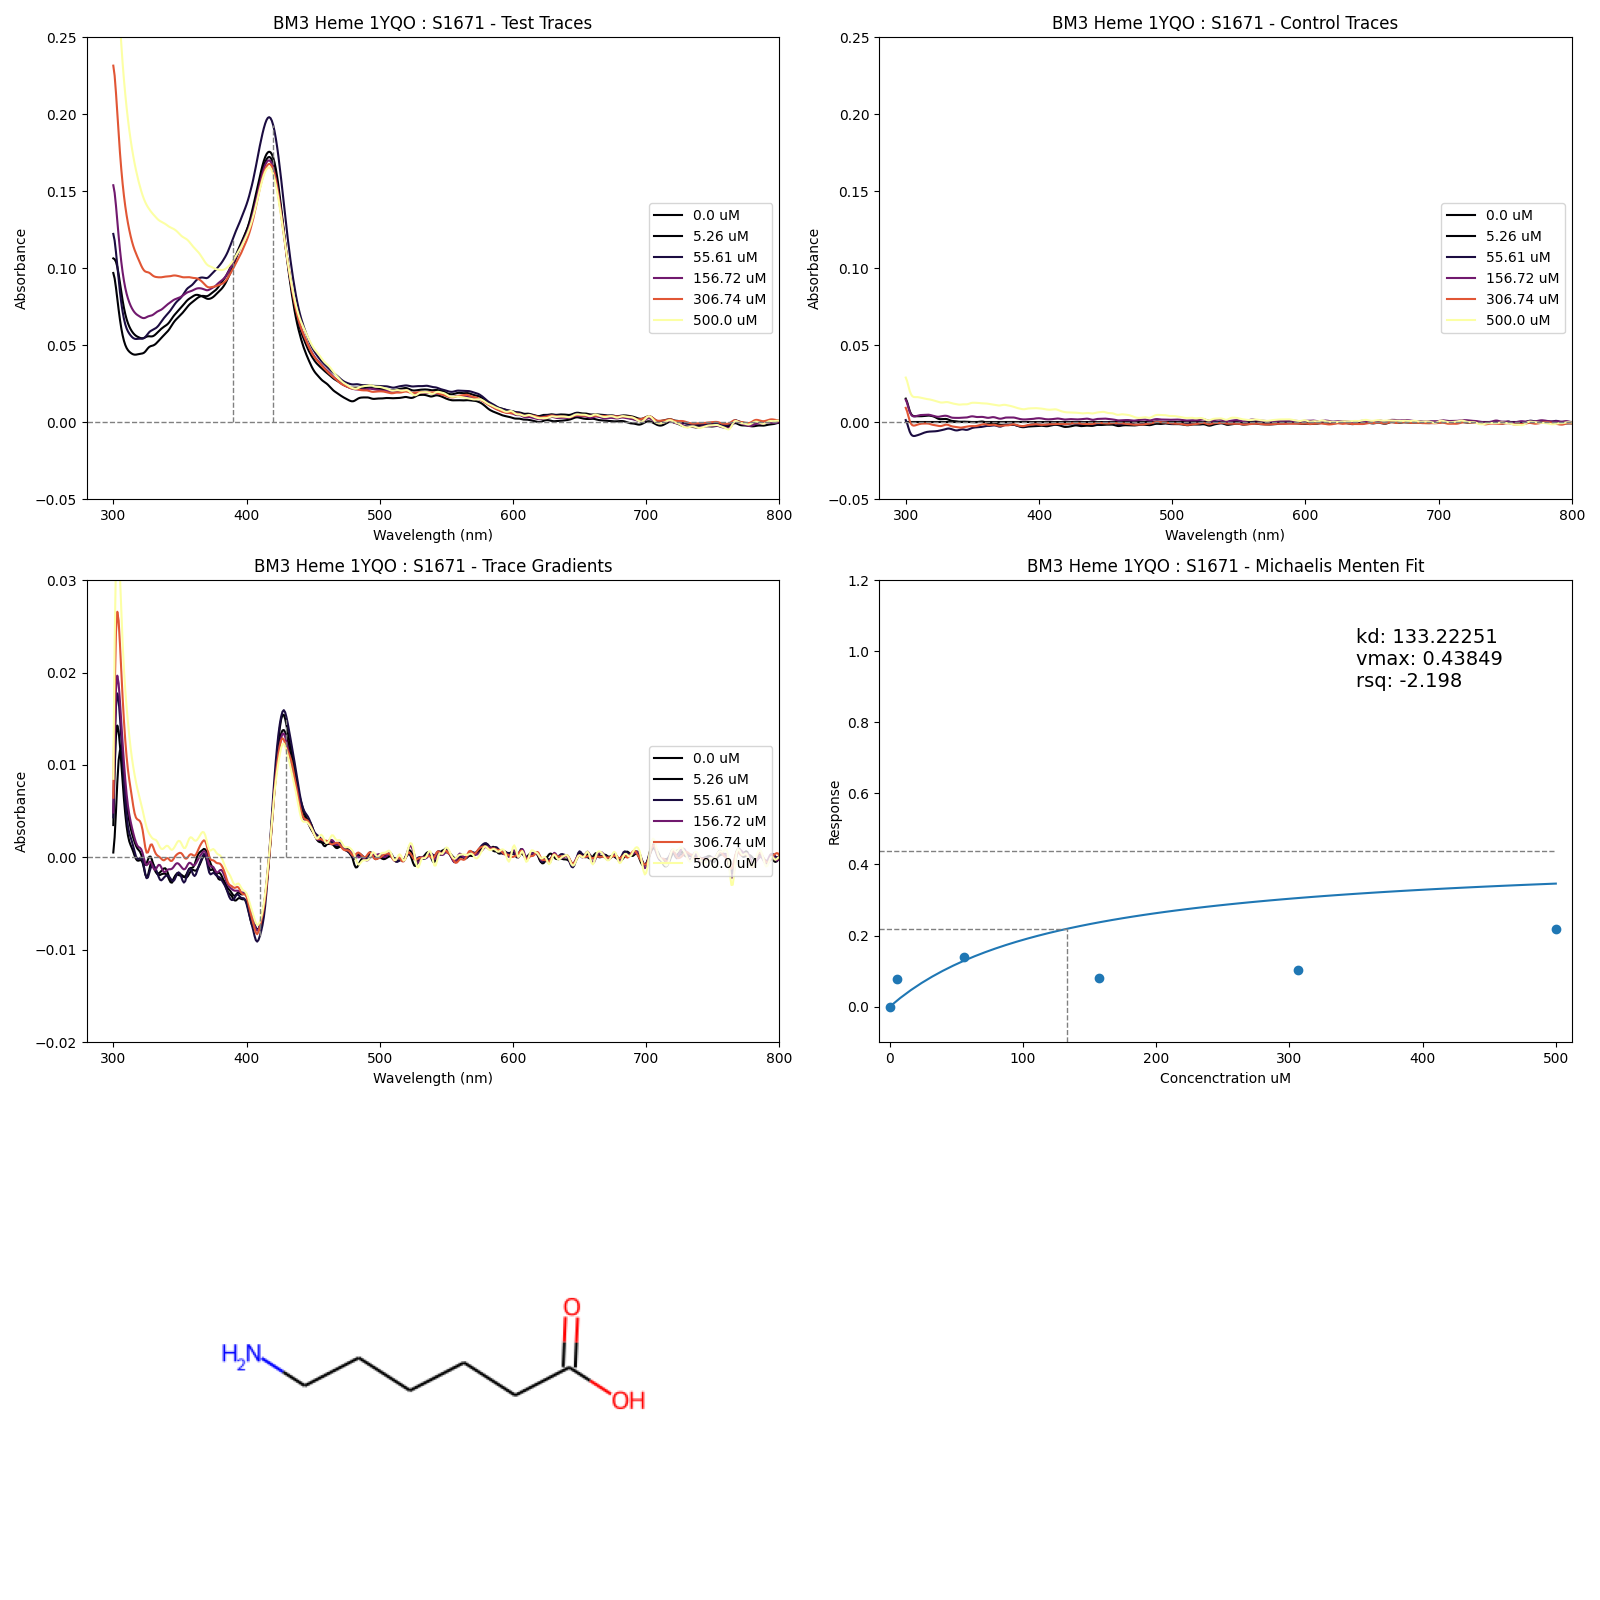 BM3 Heme 1YQO : S1671 - Test Traces
0.25
0.20
0.15
0.10
0.05
0.00
−0.05
Absorbance
0.0 uM
5.26 uM
55.61 uM
156.72 uM
306.74 uM
500.0 uM
300 400 500 600 700 800
Wavelength (nm)
BM3 Heme 1YQO : S1671 - Control Traces
0.25
0.20
0.15
0.10
0.05
0.00
−0.05
Absorbance
0.0 uM
5.26 uM
55.61 uM
156.72 uM
306.74 uM
500.0 uM
300 400 500 600 700 800
Wavelength (nm)
BM3 Heme 1YQO : S1671 - Trace Gradients
0.03
0.02
0.01
0.00
−0.01
−0.02
Absorbance
0.0 uM
5.26 uM
55.61 uM
156.72 uM
306.74 uM
500.0 uM
300 400 500 600 700 800
Wavelength (nm)
BM3 Heme 1YQO : S1671 - Michaelis Menten Fit
1.2
1.0
0.8
0.6
0.4
0.2
0.0
Response
kd: 133.22251
vmax: 0.43849
rsq: -2.198
0 100 200 300 400 500
Concenctration uM
O
H2N
OH